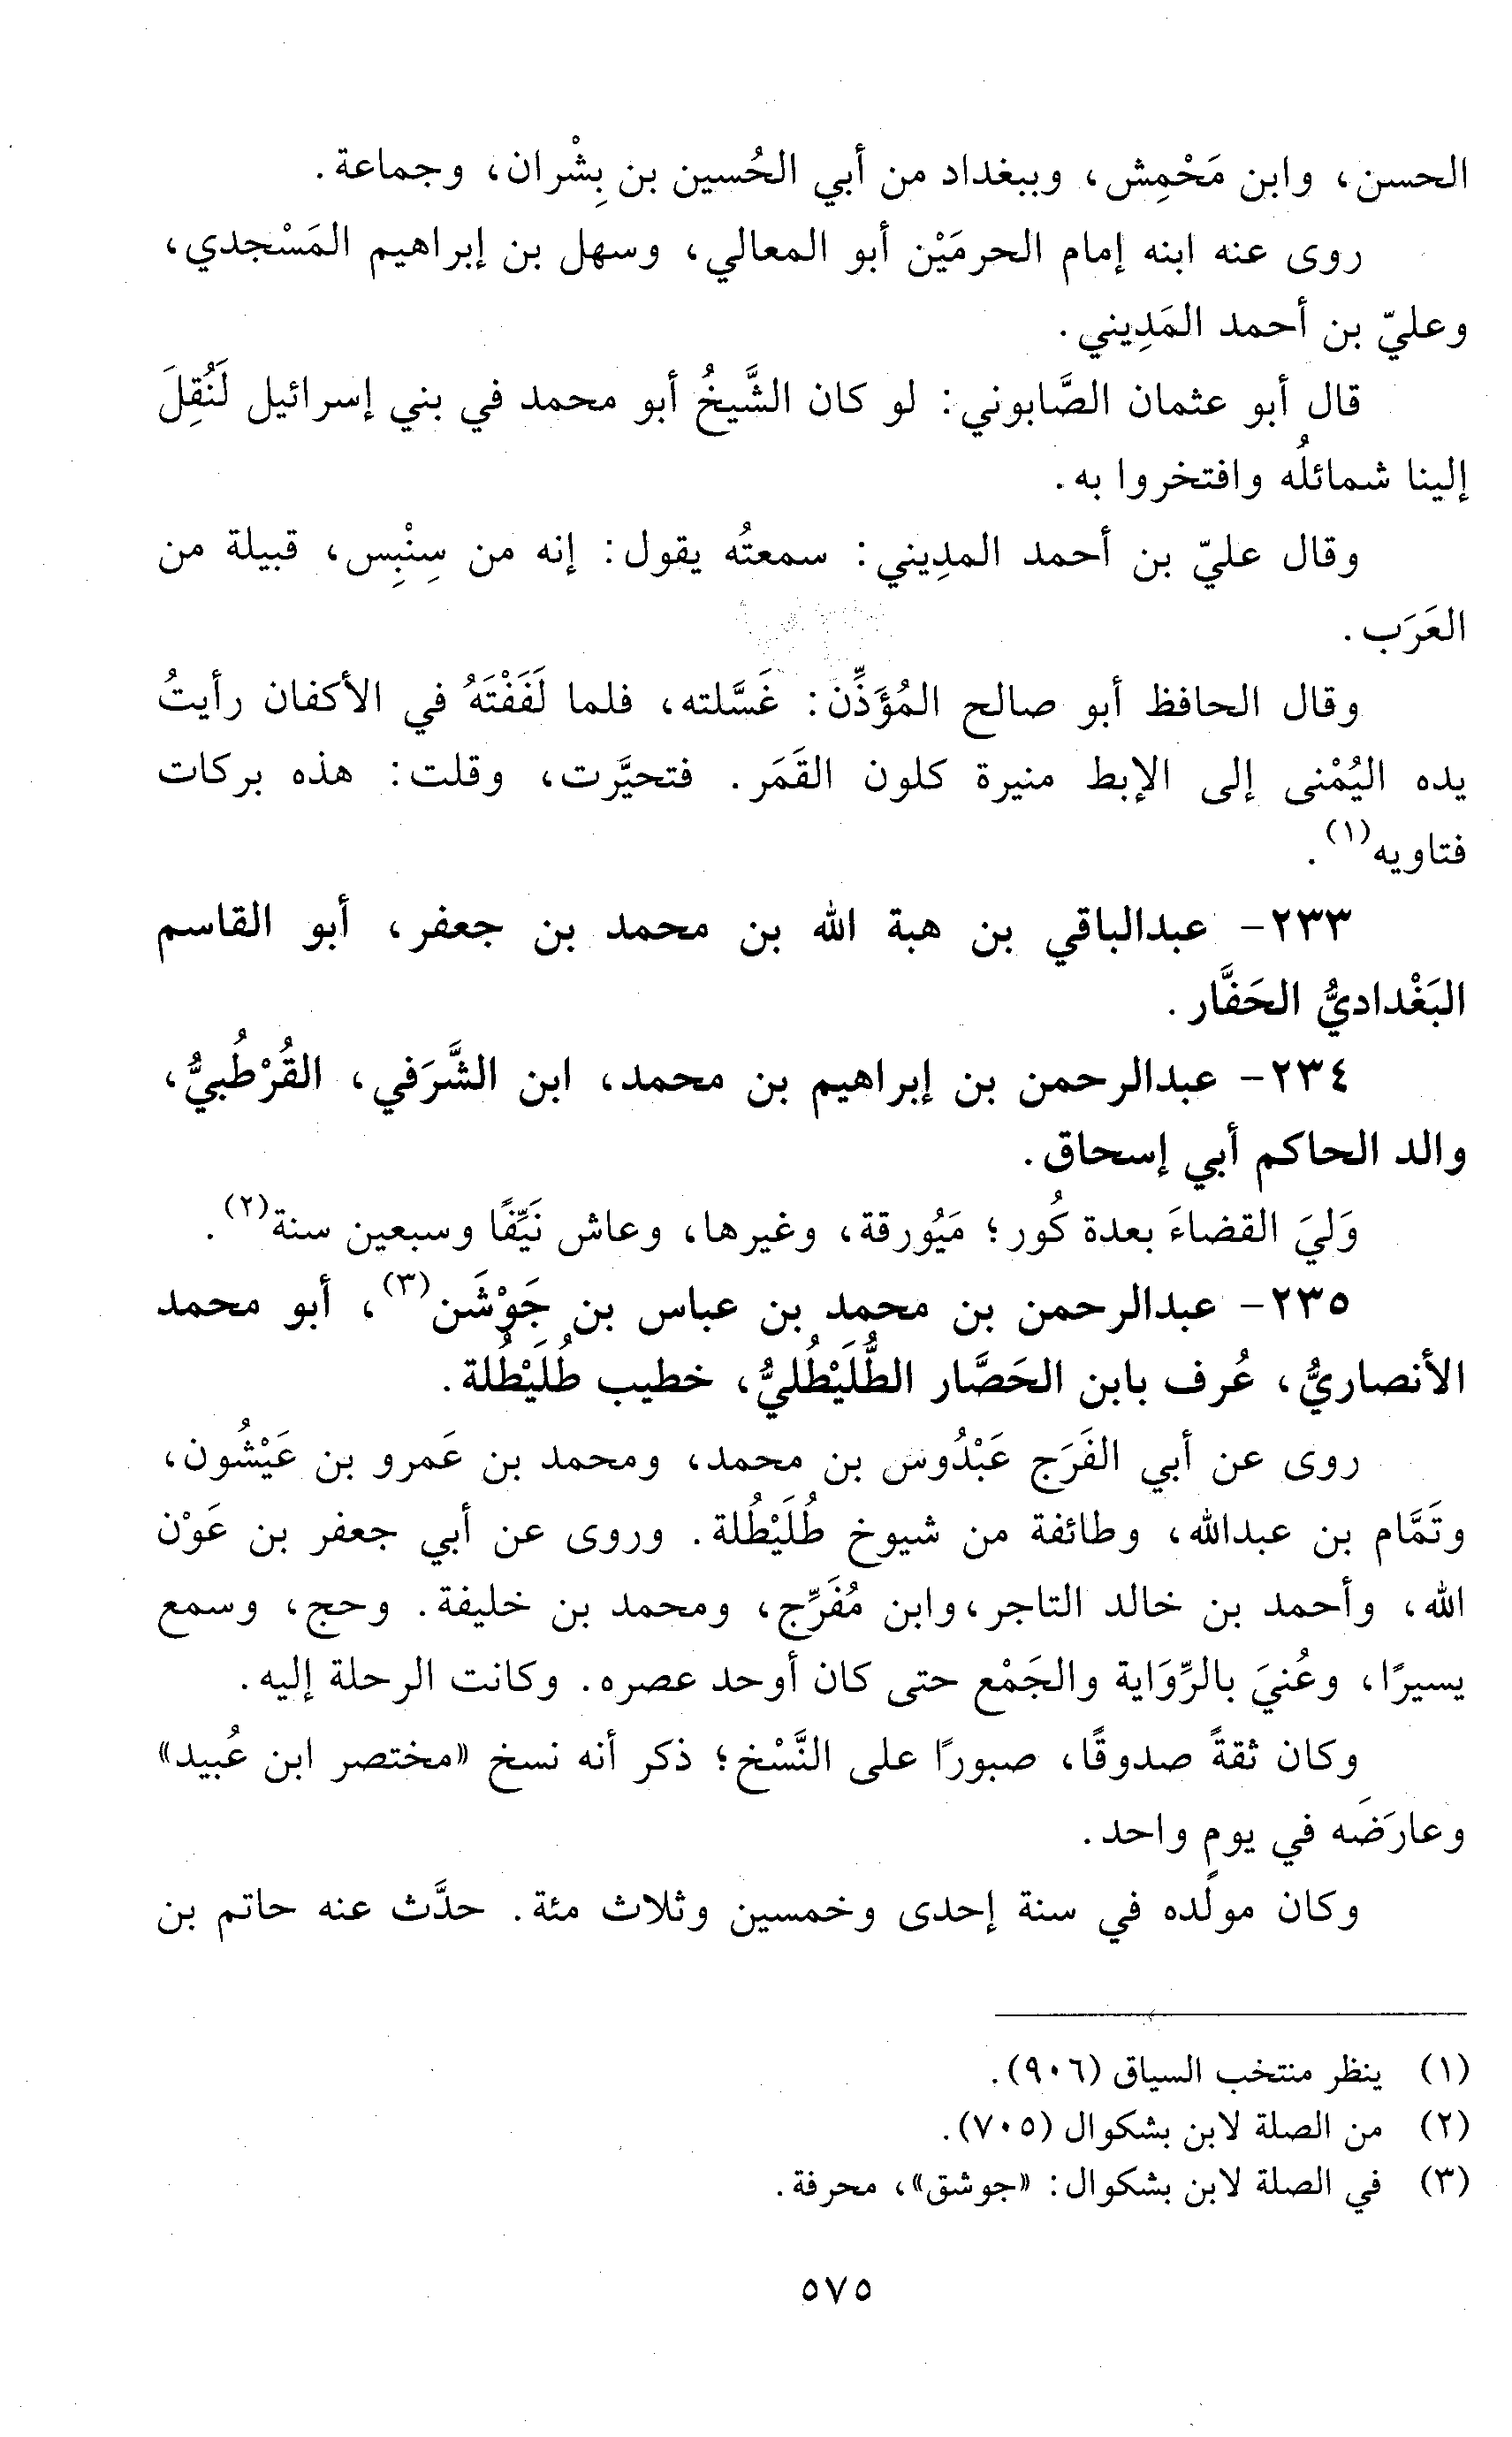 الحسن، وابن مَحْمِش، وببغداد من أبي الحُسين بن بِشْران، وجماعة.
روى عنه ابنه إمام الحرمَيْن أبو المعالي، وسهل بن إبراهيم المَسْجدي،
وعليّ بن أحمد المَدِيني.
قال أبو عثمان الصَّابوني: لو كان الشَّيخُ أبو محمد في بني إسرائيل لَنُقِلَ
إلينا شمائلُه وافتخروا به.
وقال عليّ بن أحمد المدِيني: سمعتُه يقول: إنه من سِنْبِس، قبيلة من
العَرَب.
وقال الحافظ أبو صالح المُؤَذِّن: غَسَّلته، فلما لَفَفْتَهُ في الأكفان رأيتُ
يده اليُمْنى إلى الإبط منيرة كلون القَمَر. فتحيَّرت، وقلت: هذه بركات
فتاويه(١).
٢٣٣- عبدالباقي بن هبة الله بن محمد بن جعفر، أبو القاسم
البَغْداديُّ الحَفَّار.
٢٣٤- عبدالرحمن بن إبراهيم بن محمد، ابن الشَّرَفي، القُرْطُبيُّ،
والد الحاكم أبي إسحاق.
وَليَ القضاءَ بعدة كُور؛ مَيُورقة، وغيرها، وعاش نَيِّفًا وسبعين سنة(٢).
٢٣٥- عبدالرحمن بن محمد بن عباس بن جَوْشَن(٣)، أبو محمد
الأنصاريُّ، عُرف بابن الحَصَّار الطُّلَيْطُليُّ، خطيب طُلَيْطُلة.
روى عن أبي الفَرَج عَبْدُوس بن محمد، ومحمد بن عَمرو بن عَيْشُون،
وتَمَّام بن عبدالله، وطائفة من شيوخ طُلَيْطُلة. وروى عن أبي جعفر بن عَوْن
الله، وأحمد بن خالد التاجر،وابن مُفَرِّج، ومحمد بن خليفة. وحج، وسمع
يسيرًا، وعُنيَ بالرِّوَاية والجَمْع حتى كان أوحد عصره. وكانت الرحلة إليه.
وكان ثقةً صدوقًا، صبورًا على النَّسْخ؛ ذكر أنه نسخ «مختصر ابن عُبيد»
وعارَضَه في يومٍ واحد.
وكان مولده في سنة إحدى وخمسين وثلاث مئة. حدَّث عنه حاتم بن
(١) ينظر منتخب السياق (٩٠٦).
(٢) من الصلة لابن بشكوال (٧٠٥).
(٣) في الصلة لابن بشكوال: «جوشق»، محرفة.
٥٧٥